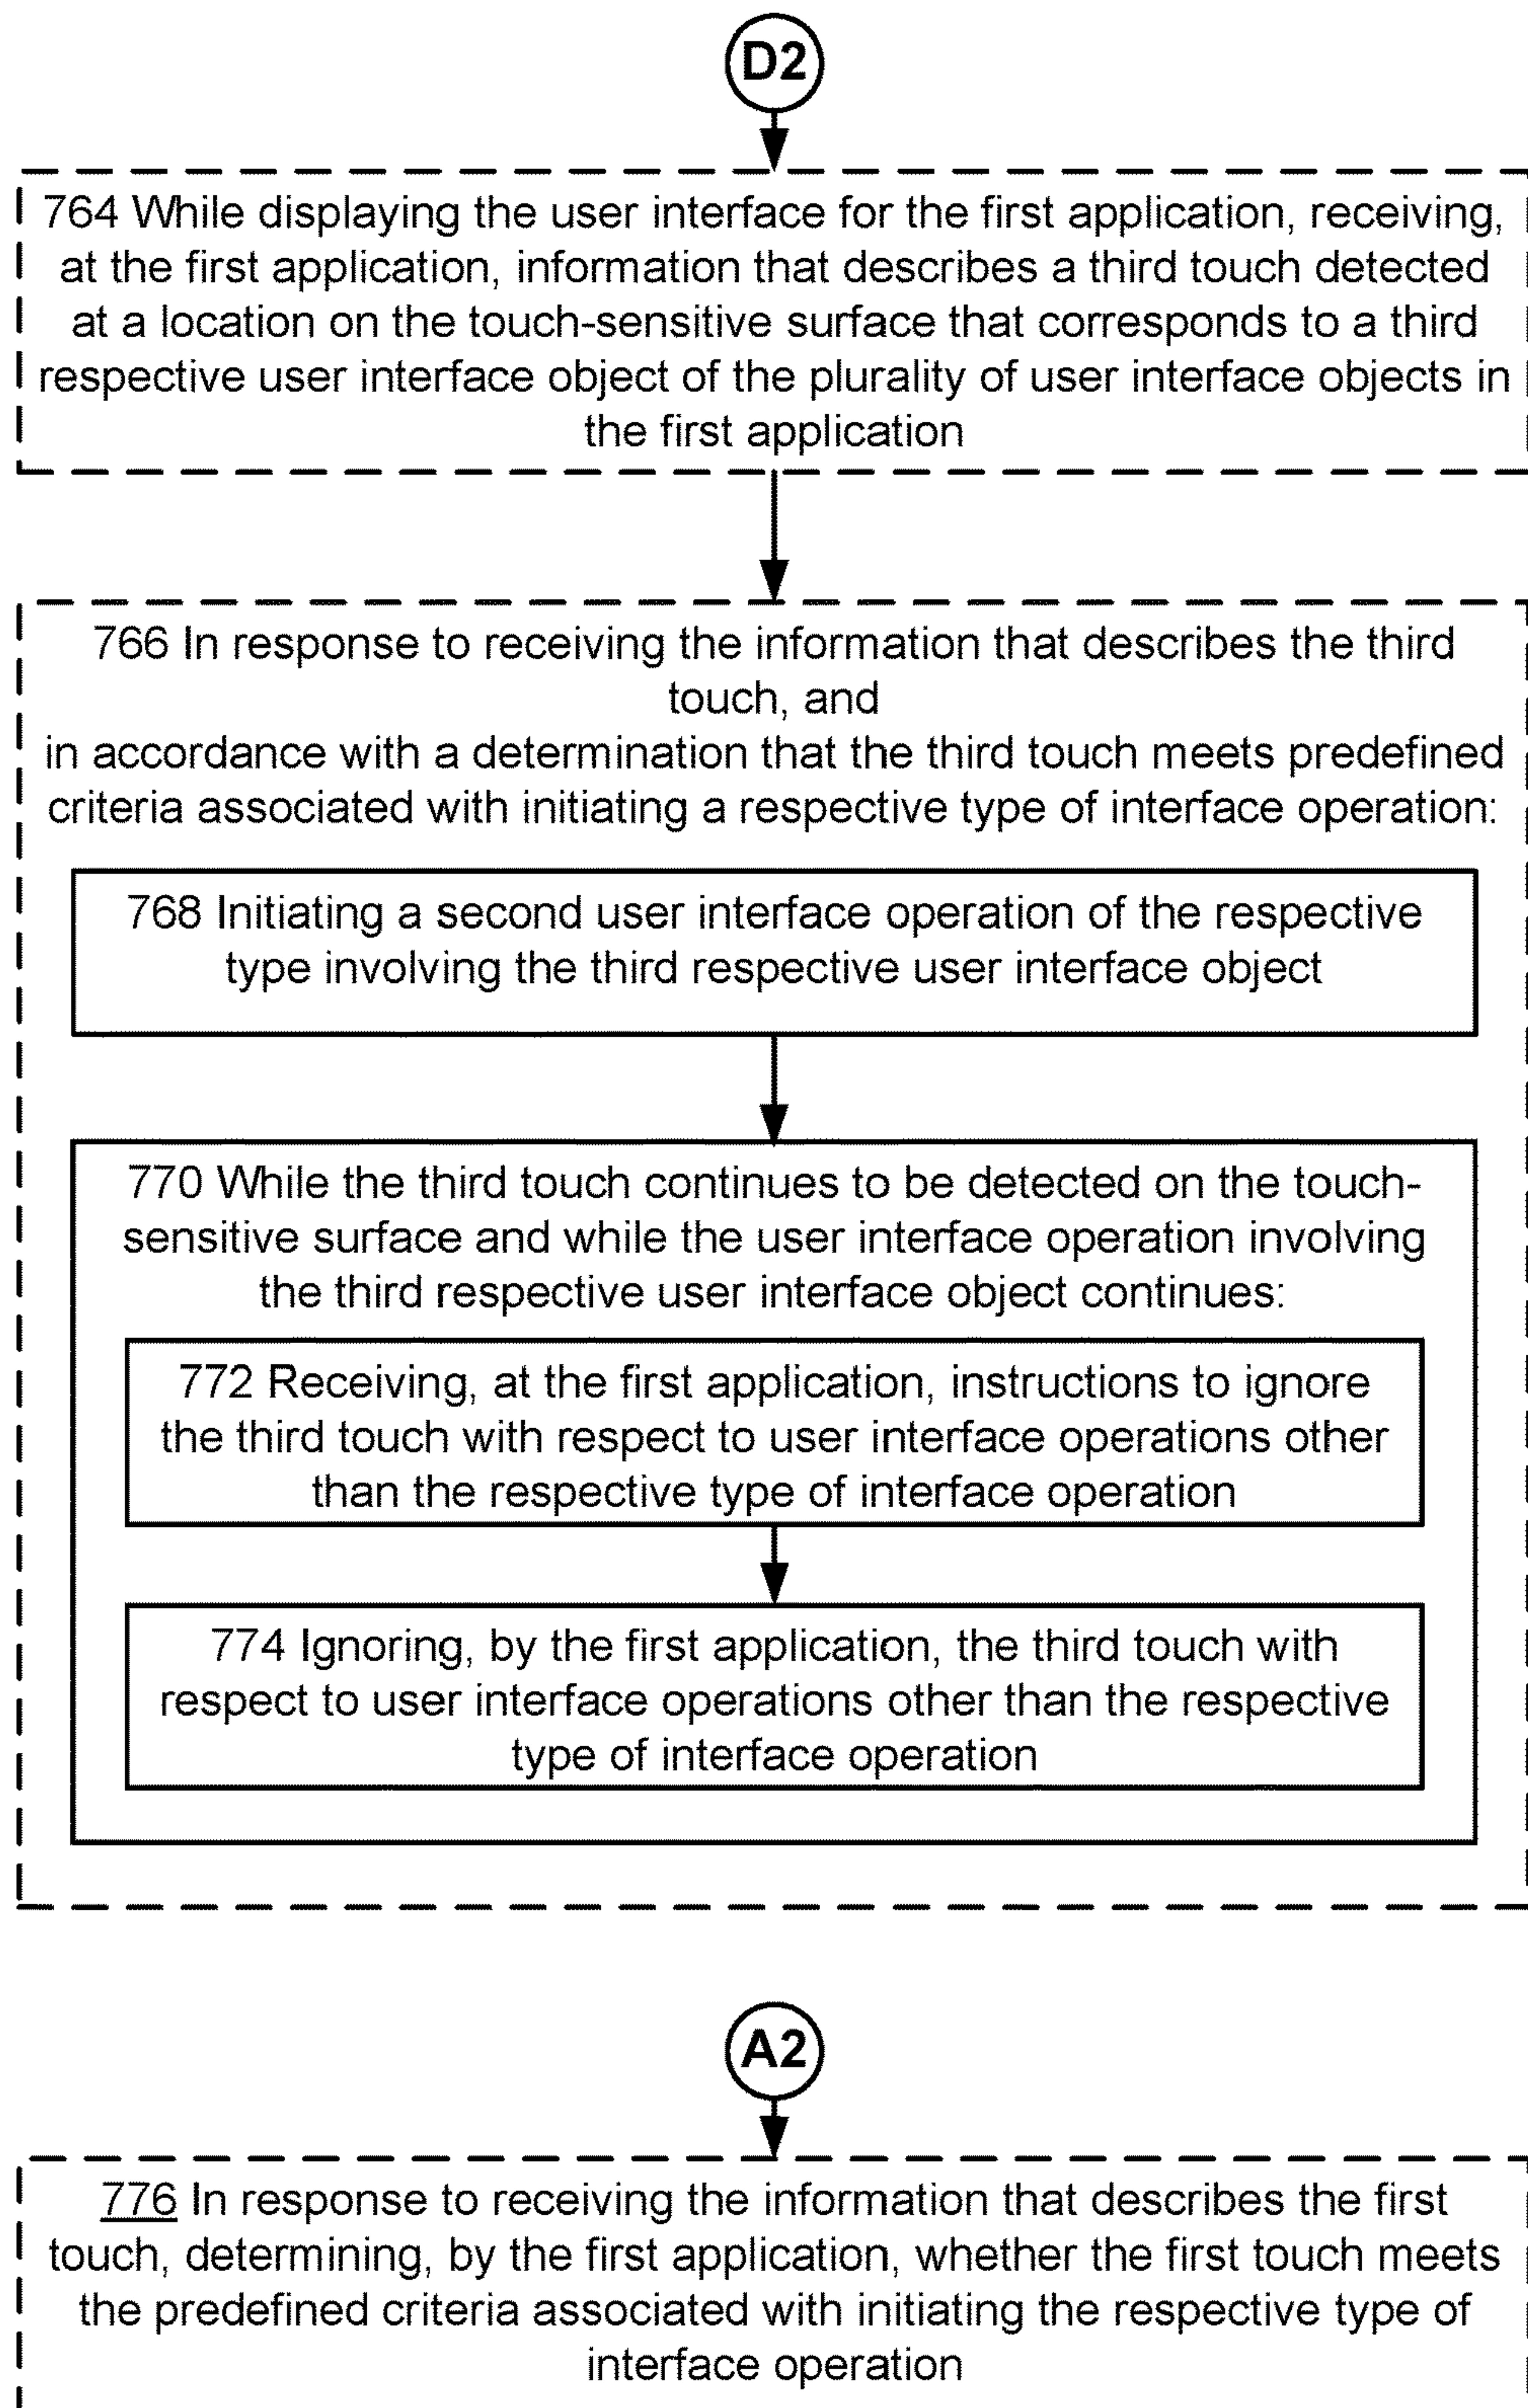 D2
764 While displaying the user interface for the first application, receiving,
at the first application, information that describes a third touch detected
at a location on the touch-sensitive surface that corresponds to a third
respective user interface object of the plurality of user interface objects in
the first application
766 In response to receiving the information that describes the third
touch, and
in accordance with a determination that the third touch meets predefined
criteria associated with initiating a respective type of interface operation:
768 Initiating a second user interface operation of the respective
type involving the third respective user interface object
770 While the third touch continues to be detected on the touch-
sensitive surface and while the user interface operation involving
the third respective user interface object continues:
772 Receiving, at the first application, instructions to ignore
the third touch with respect to user interface operations other
than the respective type of interface operation
774 Ignoring, by the first application, the third touch with
respect to user interface operations other than the respective
type of interface operation
A2
776 In response to receiving the information that describes the first
touch, determining, by the first application, whether the first touch meets
the predefined criteria associated with initiating the respective type of
interface operation